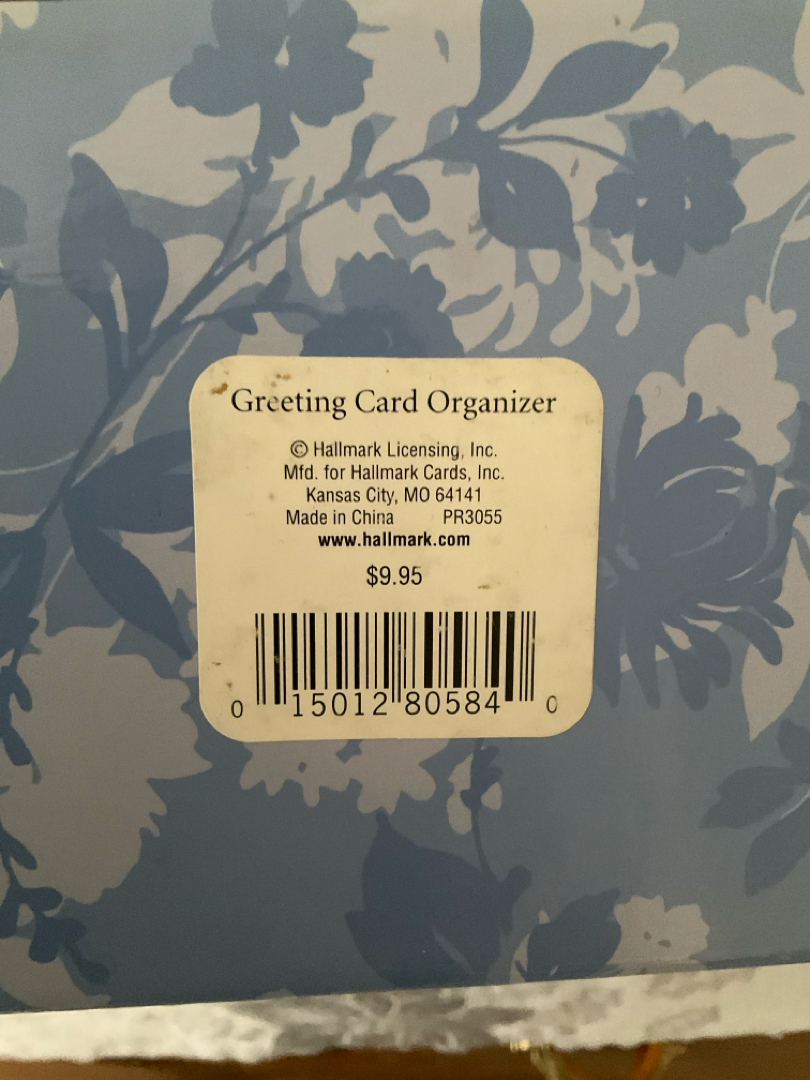 Greeting Card Organizer
© Hallmark Licensing, Inc.
Mfd. for Hallmark Cards, Inc.
Kansas City, MO 64141
Made in China PR3055
www.hallmark.com
$9.95
0 15012 80584 0